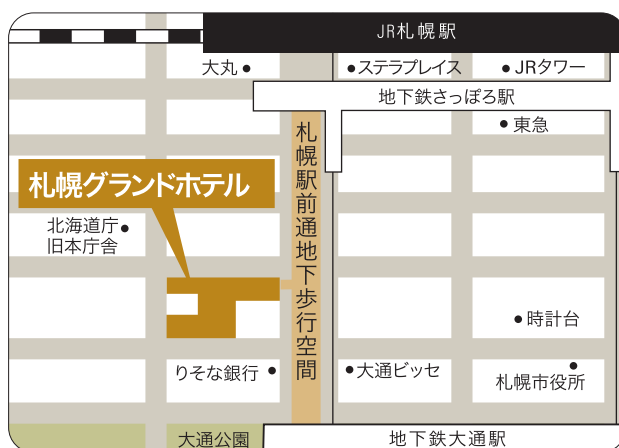 JR札幌駅
大丸
ステラプレイス
JRタワー
地下鉄さっぽろ駅
東急
札幌駅前通地下歩行空間
札幌グランドホテル
北海道庁
旧本庁舎
時計台
りそな銀行
大通ビッセ
札幌市役所
大通公園
地下鉄大通駅